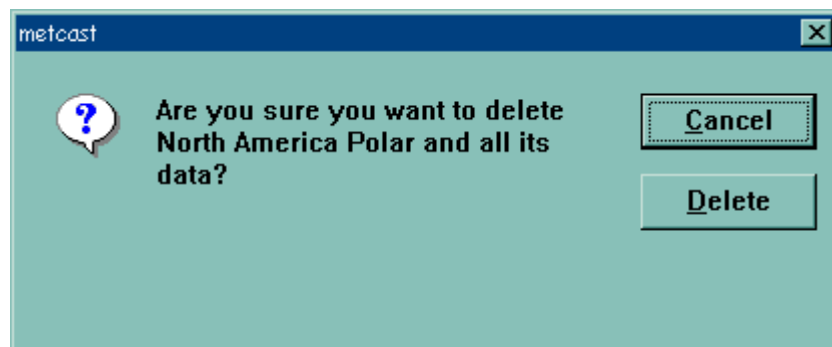 metcast
Are you sure you want to delete
North America Polar and all its
data?
Cancel
Delete